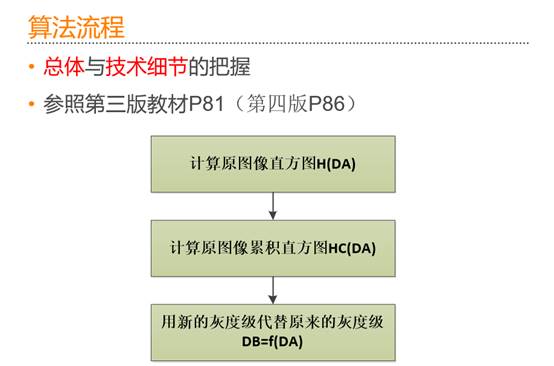 算法流程
• 总体与技术细节的把握
• 参照第三版教材P81（第四版P86）
计算原图像直方图H(DA)
计算原图像累积直方图HC(DA)
用新的灰度级代替原来的灰度级
DB=f(DA)